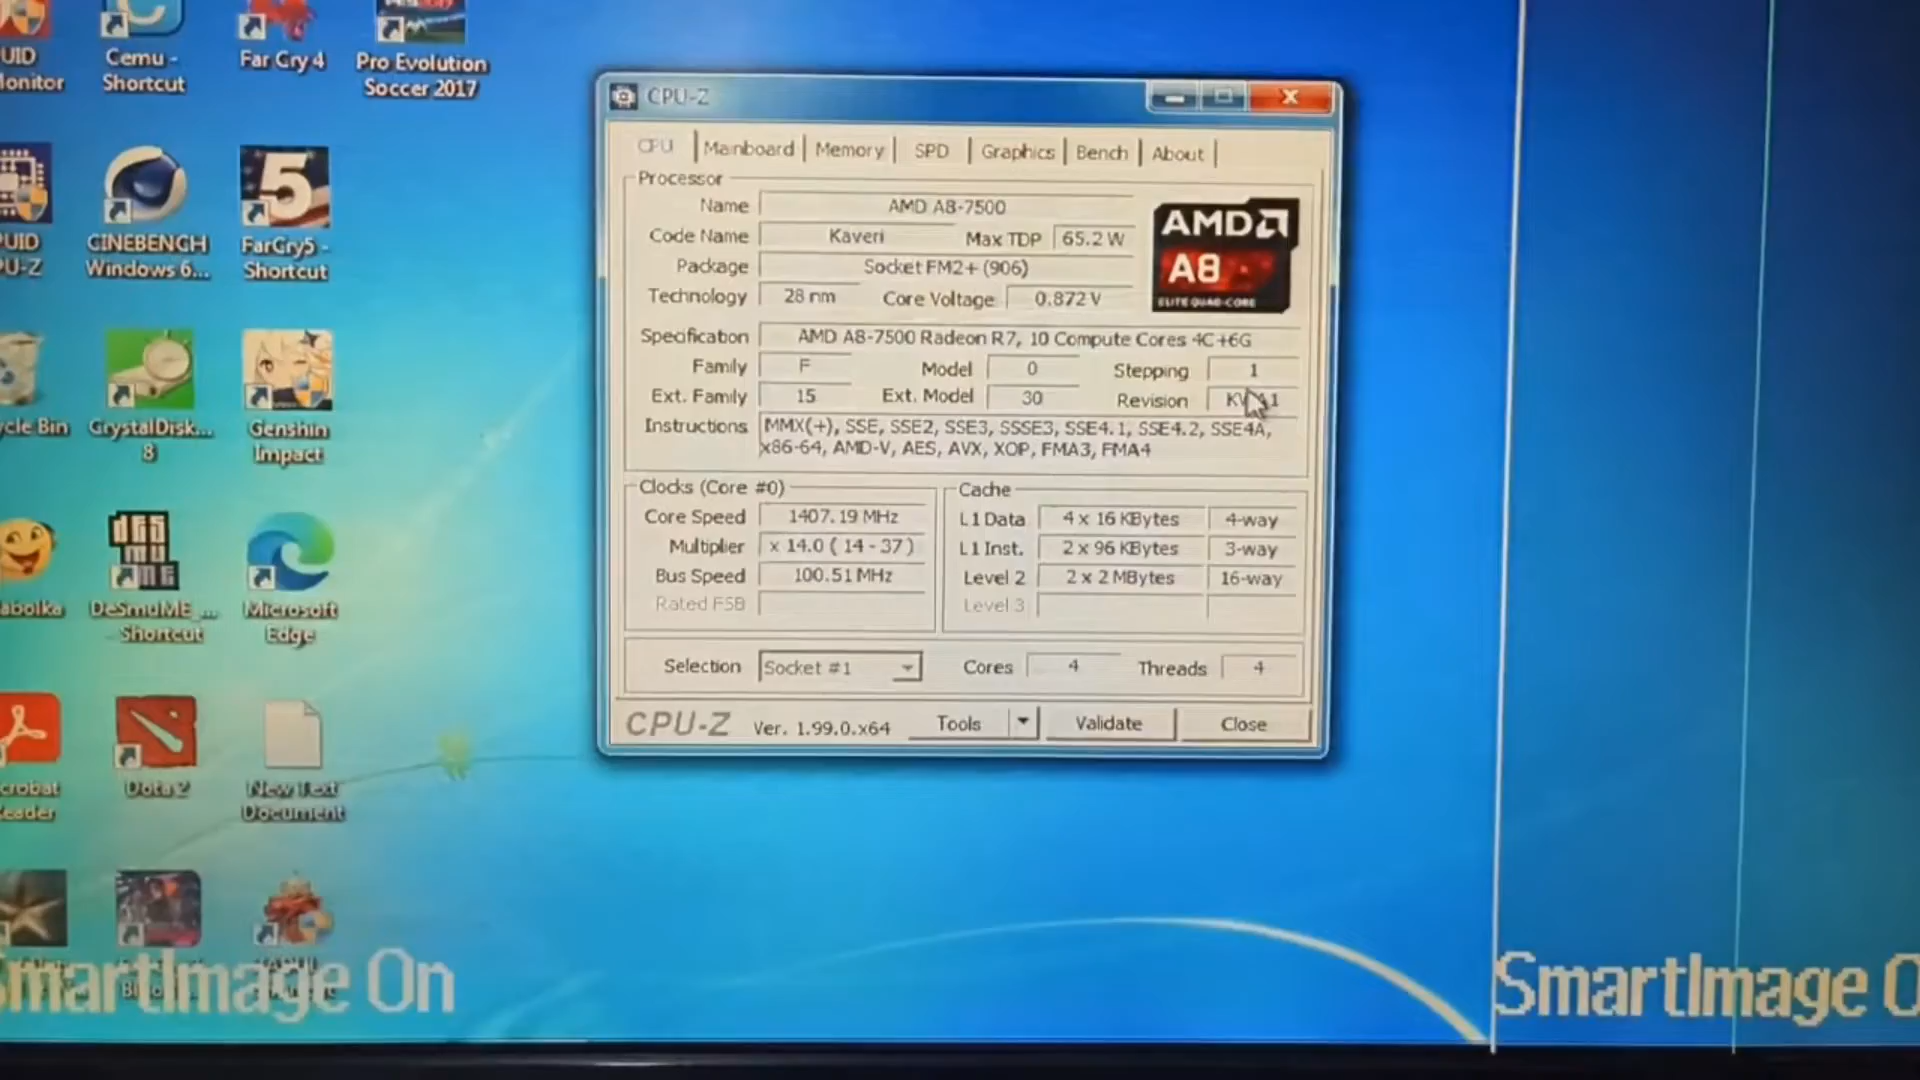 UID
Cemu -
Shortcut
Far Cry 4
Pro Evolution
Soccer 2017
CINEBENCH
Windows 6...
5
FarCry5 -
Shortcut
CrystalDisk...
8
Genshin
Impact
DeSmuME_...
- Shortcut
Microsoft
Edge
Dota 2
New Text
Document
CPU-Z
CPU Mainboard Memory SPD Graphics Bench About
Processor
Name AMD A8-7500
Code Name Kaveri Max TDP 65.2 W
Package Socket FM2+ (906)
Technology 28 nm Core Voltage 0.872 V
AMD
A8
ELITE QUAD-CORE
Specification AMD A8-7500 Radeon R7, 10 Compute Cores 4C+6G
Family F Model 0 Stepping 1
Ext. Family 15 Ext. Model 30 Revision
Instructions MMX(+), SSE, SSE2, SSE3, SSSE3, SSE4.1, SSE4.2, SSE4A,
x86-64, AMD-V, AES, AVX, XOP, FMA3, FMA4
Clocks (Core #0)
Core Speed 1407.19 MHz
Multiplier x 14.0 ( 14 - 37 )
Bus Speed 100.51 MHz
Rated FSB
Cache
L1 Data 4 x 16 KBytes 4-way
L1 Inst. 2 x 96 KBytes 3-way
Level 2 2 x 2 MBytes 16-way
Level 3
Selection Socket #1 Cores 4 Threads 4
CPU-Z Ver. 1.99.0.x64 Tools Validate Close
SmartImage On
SmartImage O